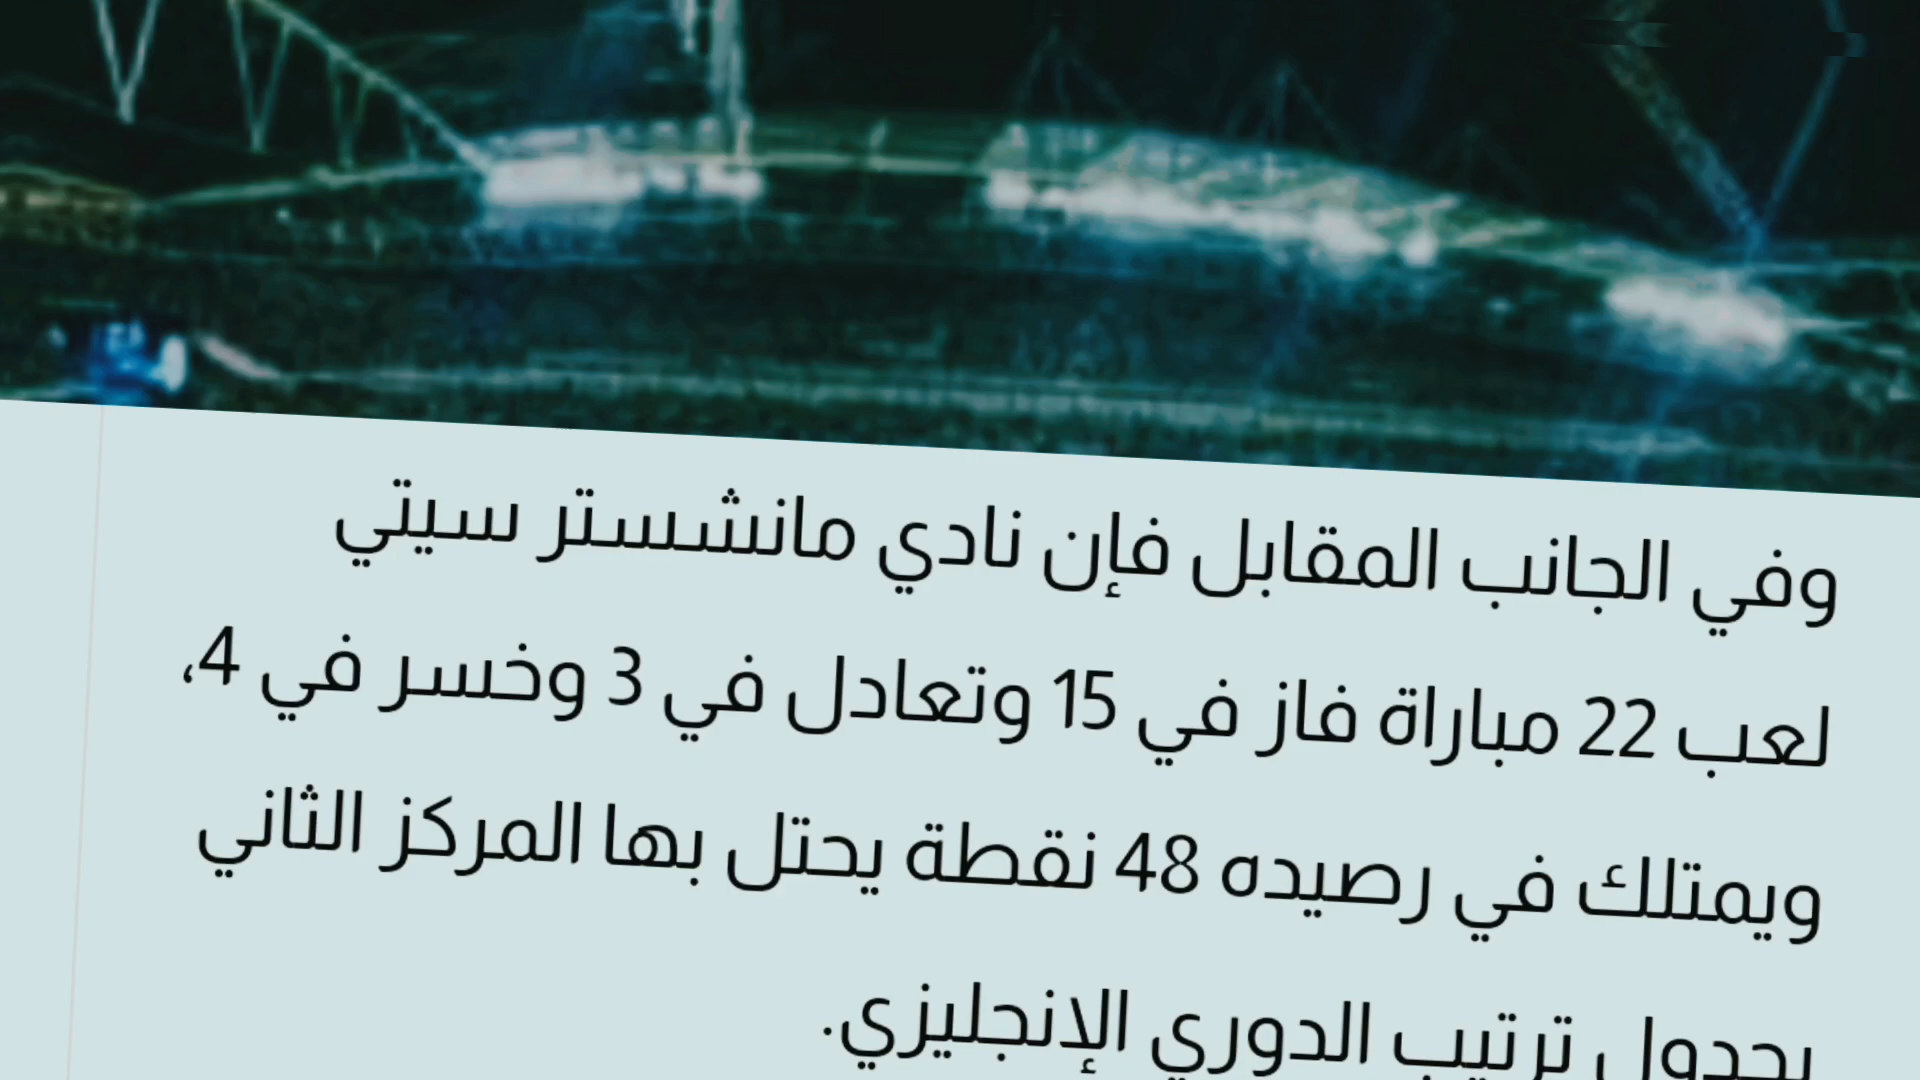 وفي الجانب المقابل فإن نادي مانشستر سيتي
لعب 22 مباراة فاز في 15 وتعادل في 3 وخسر في 4،
ويمتلك في رصيده 48 نقطة يحتل بها المركز الثاني
بجدول ترتيب الدوري الإنجليزي.